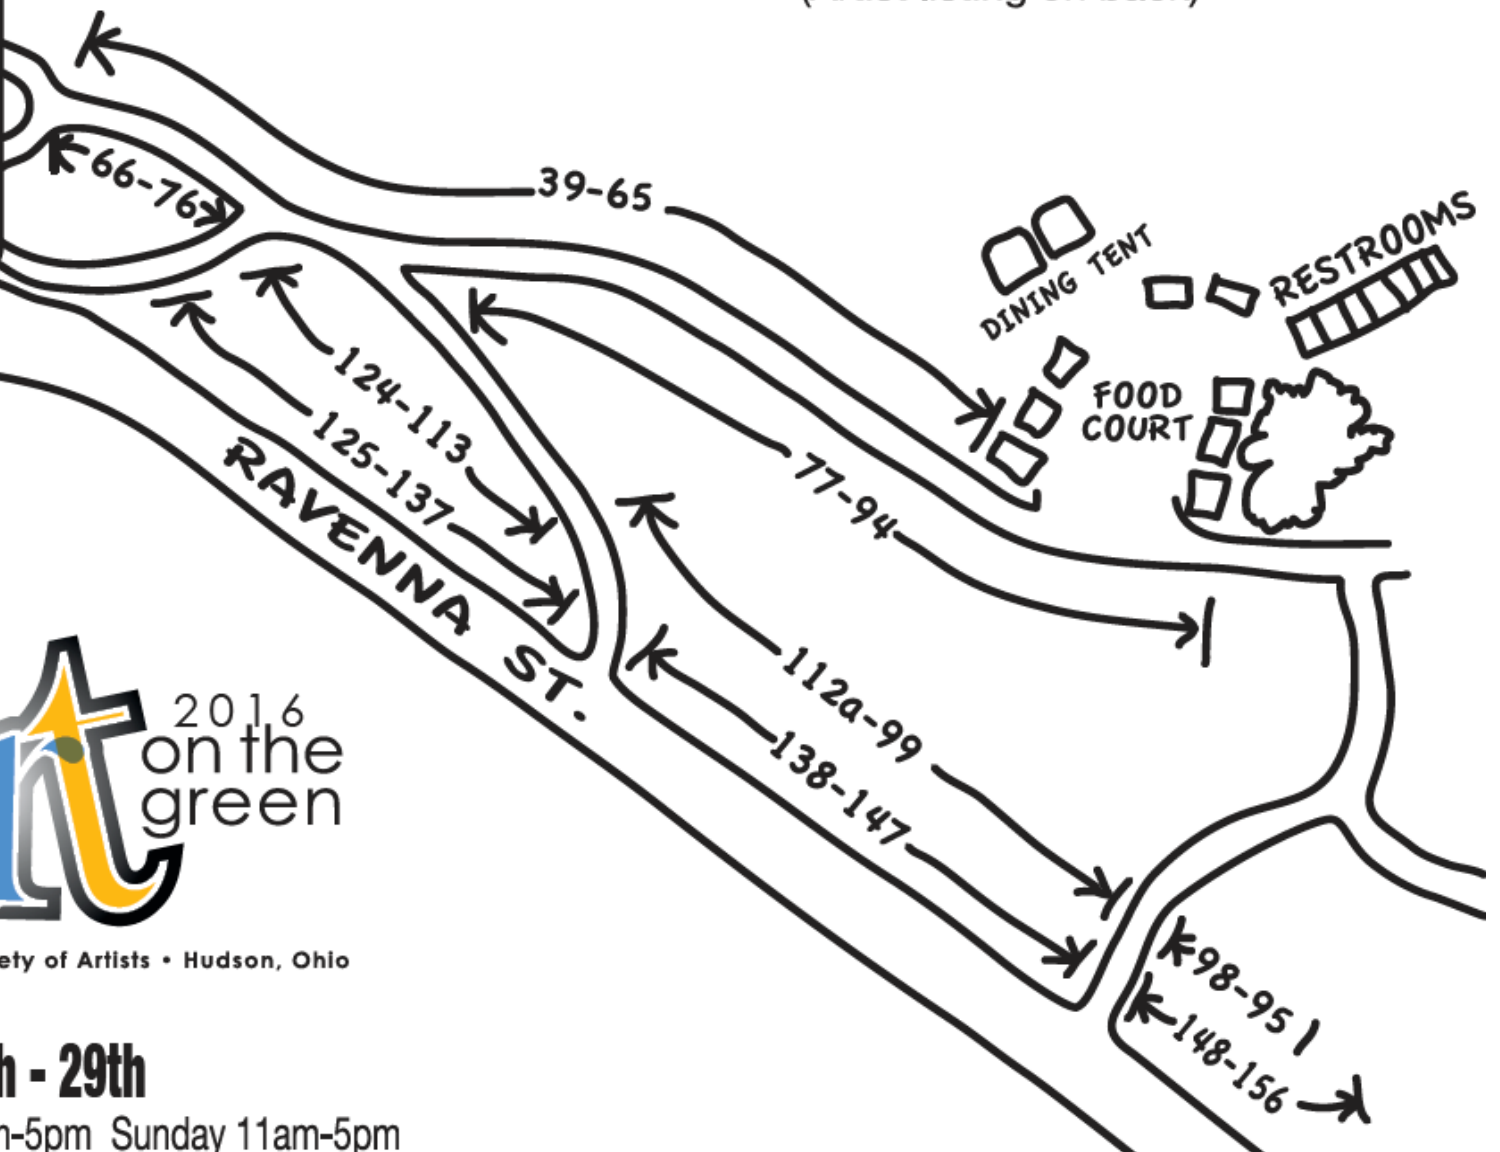 39-65
66-76
DINING TENT
RESTROOMS
FOOD
COURT
124-113
125-137
77-94
RAVENNA ST.
112a-99
138-147
2016
on the
green
of Artists • Hudson, Ohio
98-95
148-156
- 29th
-5pm Sunday 11am-5pm